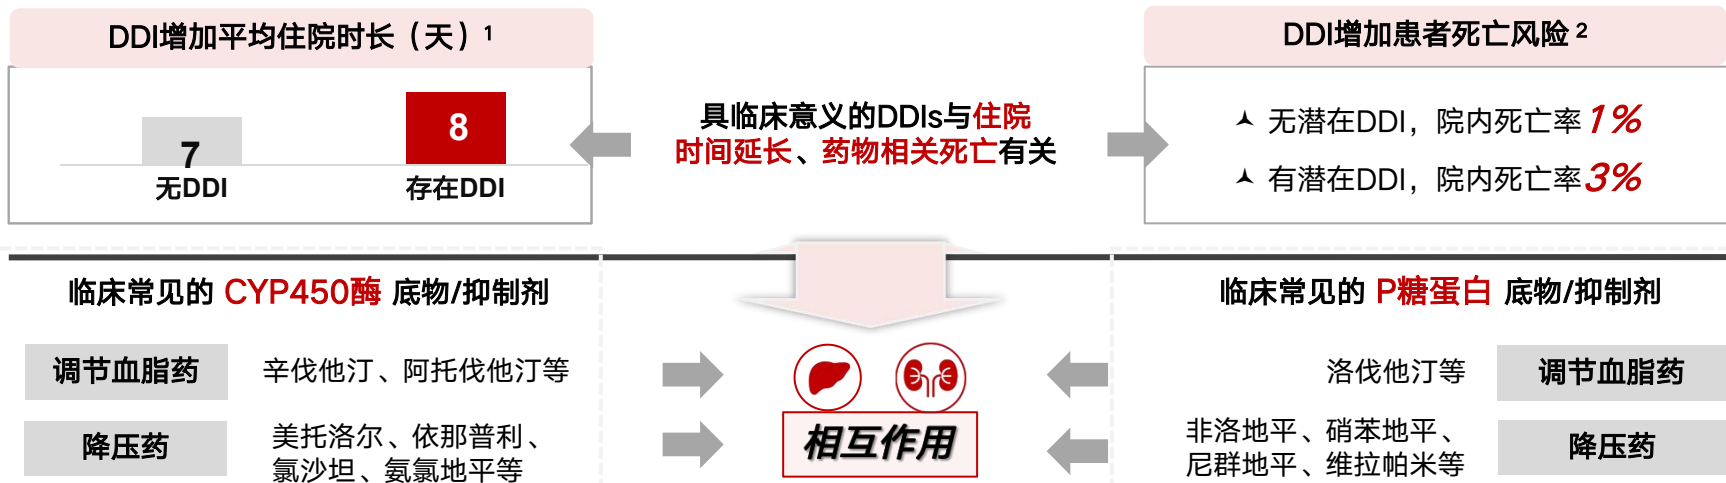 DDI增加平均住院时长（天）1
7
8
无DDI
存在DDI
具临床意义的DDIs与住院
时间延长、药物相关死亡有关
DDI增加患者死亡风险2
无潜在DDI，院内死亡率1%
有潜在DDI，院内死亡率3%
临床常见的 CYP450酶 底物/抑制剂
调节血脂药
辛伐他汀、阿托伐他汀等
降压药
美托洛尔、依那普利、
氯沙坦、氨氯地平等
相互作用
临床常见的 P糖蛋白 底物/抑制剂
洛伐他汀等
调节血脂药
非洛地平、硝苯地平、
尼群地平、维拉帕米等
降压药